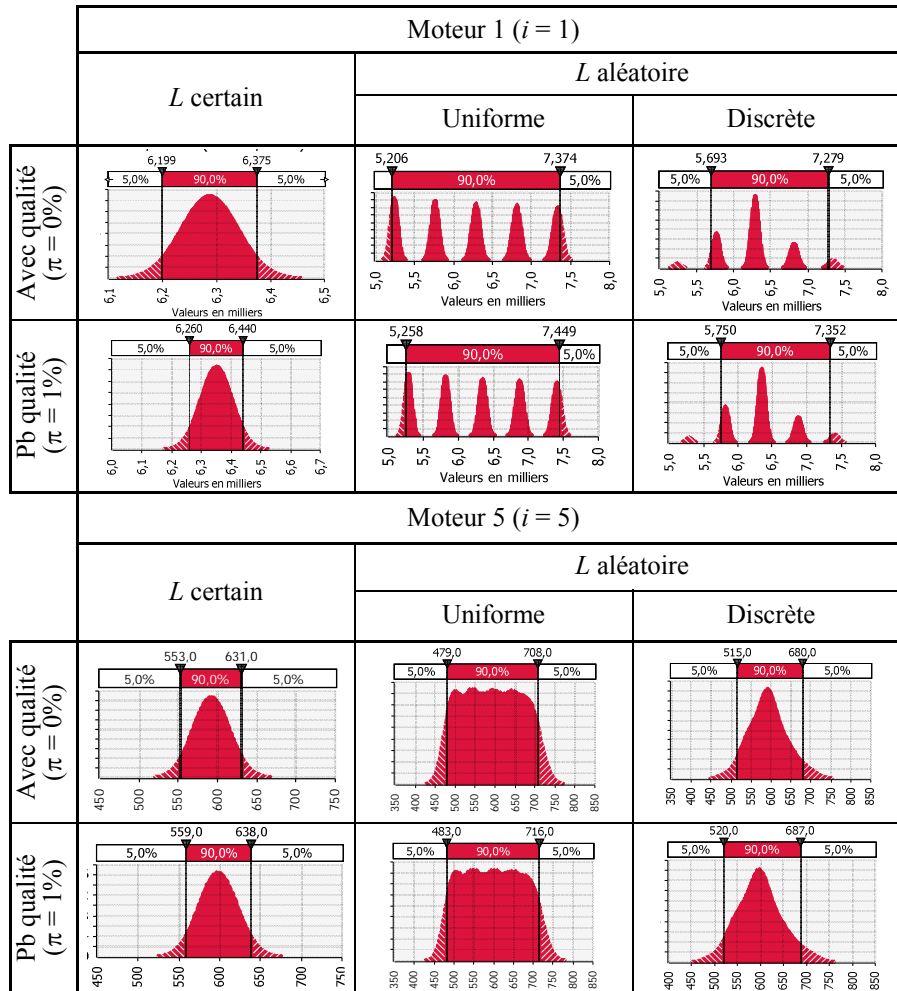 Moteur 1 (i = 1)
L certain
L aléatoire
Uniforme
Discrète
Avec qualité
(π = 0%)
6,199 6,375
5,0% 90,0% 5,0%
6,1 6,2 6,3 6,4 6,5
Valeurs en milliers
5,206 7,374
90,0% 5,0%
5,0 5,5 6,0 6,5 7,0 7,5 8,0
Valeurs en milliers
5,693 7,279
5,0% 90,0% 5,0%
5,0 5,5 6,0 6,5 7,0 7,5 8,0
Valeurs en milliers
Pb qualité
(π = 1%)
6,260 6,440
5,0% 90,0% 5,0%
6,0 6,1 6,2 6,3 6,4 6,5 6,6 6,7
Valeurs en milliers
5,258 7,449
90,0% 5,0%
5,0 5,5 6,0 6,5 7,0 7,5 8,0
Valeurs en milliers
5,750 7,352
5,0% 90,0% 5,0%
5,0 5,5 6,0 6,5 7,0 7,5 8,0
Valeurs en milliers
Moteur 5 (i = 5)
L certain
L aléatoire
Uniforme
Discrète
Avec qualité
(π = 0%)
553,0 631,0
5,0% 90,0% 5,0%
450 500 550 600 650 700 750
479,0 708,0
5,0% 90,0% 5,0%
350 400 450 500 550 600 650 700 750 800 850
515,0 680,0
5,0% 90,0% 5,0%
350 400 450 500 550 600 650 700 750 800 850
Pb qualité
(π = 1%)
559,0 638,0
5,0% 90,0% 5,0%
450 500 550 600 650 700 750
483,0 716,0
5,0% 90,0% 5,0%
350 400 450 500 550 600 650 700 750 800 850
520,0 687,0
5,0% 90,0% 5,0%
400 450 500 550 600 650 700 750 800 850